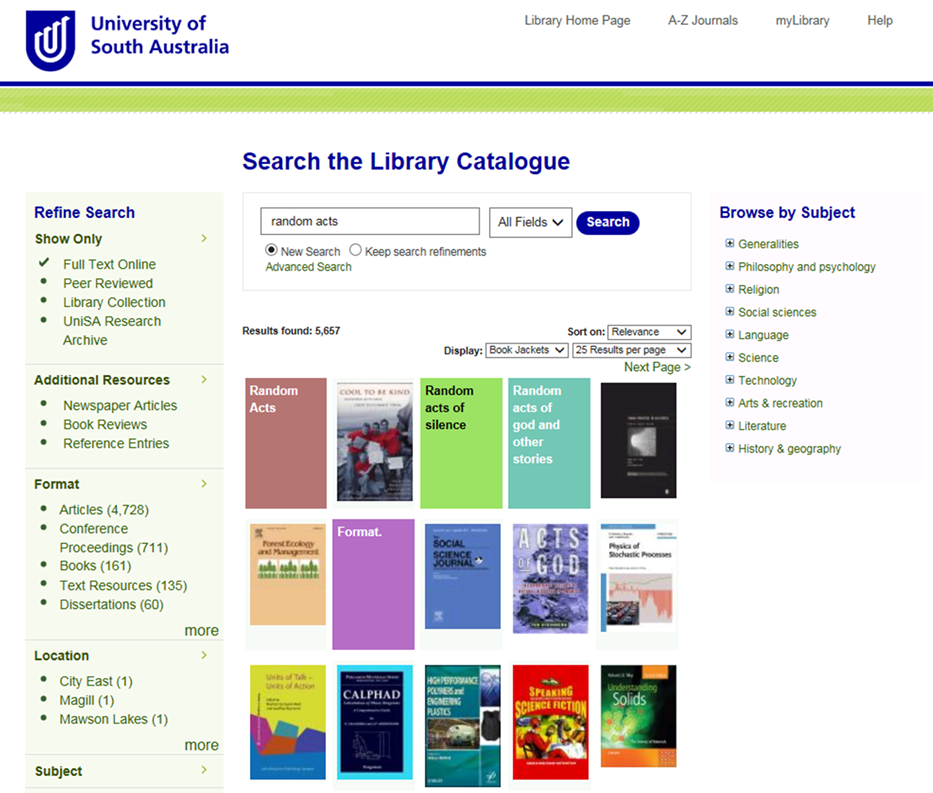 University of
South Australia
Library Home Page A-Z Journals myLibrary Help
Search the Library Catalogue
Refine Search
Show Only
Full Text Online
Peer Reviewed
Library Collection
UniSA Research
Archive
Additional Resources
Newspaper Articles
Book Reviews
Reference Entries
Format
Articles (4,728)
Conference
Proceedings (711)
Books (161)
Text Resources (135)
Dissertations (60)
more
Location
City East (1)
Magill (1)
Mawson Lakes (1)
more
Subject
random acts All Fields Search
New Search Keep search refinements
Advanced Search
Results found: 5,657
Sort on: Relevance
Display: Book Jackets 25 Results per page
Next Page >
Random
Acts
COOL TO BE KIND
Random
acts of
silence
Random
acts of
god and
other
stories
Forest Ecology
and Management
Format.
SOCIAL
SCIENCE
JOURNAL
ACTS
OF
GOD
TED STEINBERG
Physics of
Stochastic Processes
Units of Talk –
Units of Action
CALPHAD
Pergamon
HIGH PERFORMANCE
POLYMERS AND
ENGINEERING
PLASTICS
SPEAKING
SCIENCE FICTION
Understanding
Solids
Browse by Subject
Generalities
Philosophy and psychology
Religion
Social sciences
Language
Science
Technology
Arts & recreation
Literature
History & geography